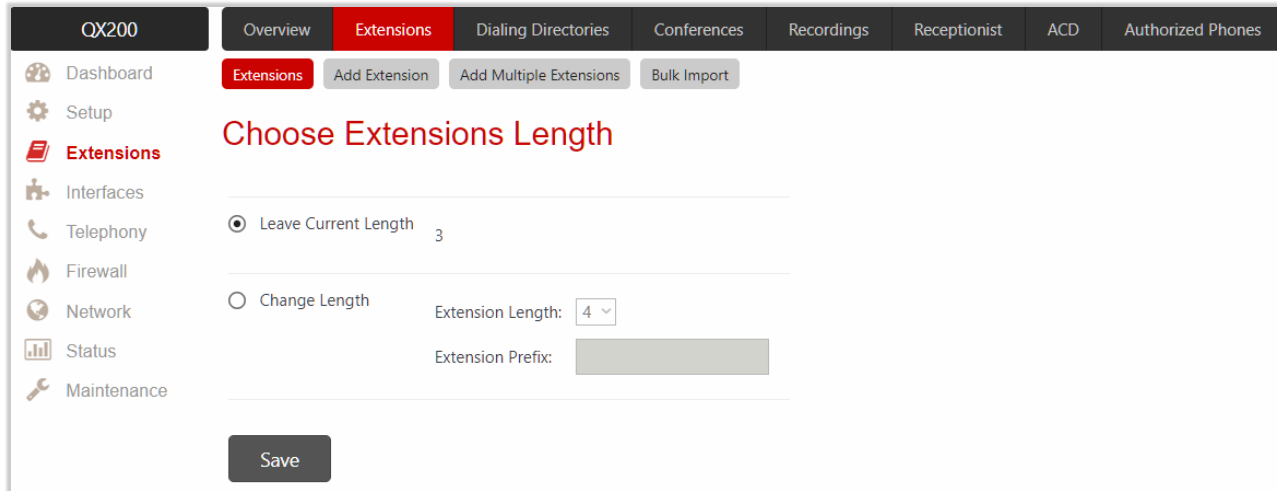 QX200
Overview Extensions Dialing Directories Conferences Recordings Receptionist ACD Authorized Phones
Dashboard
Setup
Extensions
Interfaces
Telephony
Firewall
Network
Status
Maintenance
Extensions Add Extension Add Multiple Extensions Bulk Import
Choose Extensions Length
Leave Current Length 3
Change Length
Extension Length: 4
Extension Prefix:
Save